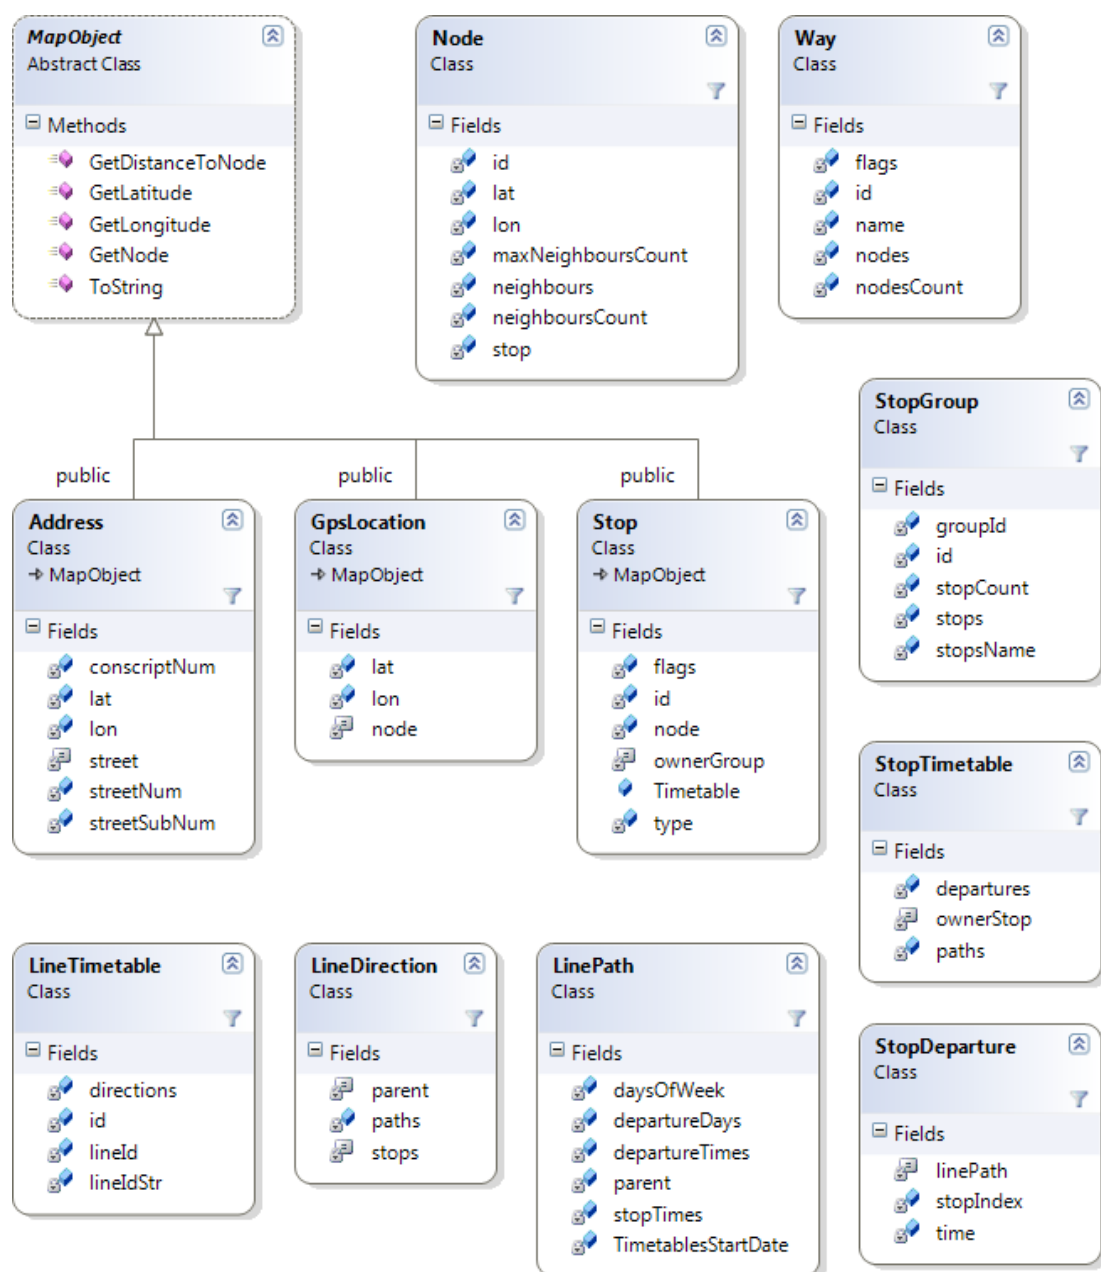 MapObject
Abstract Class
Methods
GetDistanceToNode
GetLatitude
GetLongitude
GetNode
ToString
Node
Class
Fields
id
lat
lon
maxNeighboursCount
neighbours
neighboursCount
stop
Way
Class
Fields
flags
id
name
nodes
nodesCount
public
public
public
Address
Class
MapObject
Fields
conscriptNum
lat
lon
street
streetNum
streetSubNum
GpsLocation
Class
MapObject
Fields
lat
lon
node
Stop
Class
MapObject
Fields
flags
id
node
ownerGroup
Timetable
type
StopGroup
Class
Fields
groupId
id
stopCount
stops
stopsName
StopTimetable
Class
Fields
departures
ownerStop
paths
LineTimetable
Class
Fields
directions
id
lineId
lineIdStr
LineDirection
Class
Fields
parent
paths
stops
LinePath
Class
Fields
daysOfWeek
departureDays
departureTimes
parent
stopTimes
TimetablesStartDate
StopDeparture
Class
Fields
linePath
stopIndex
time